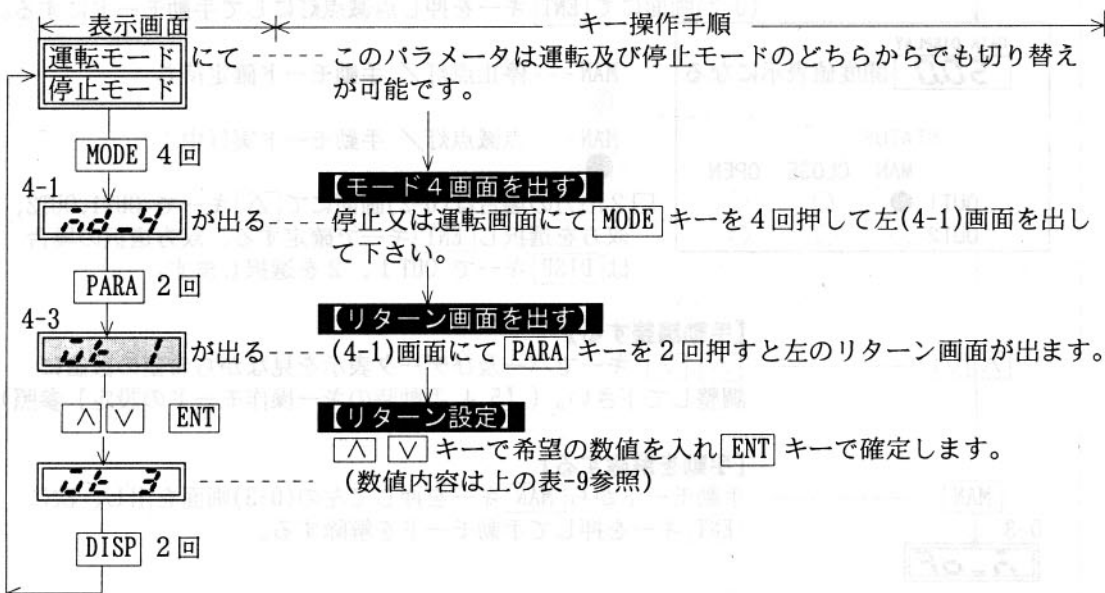 表示画面 キー操作手順
運転モード にて このパラメータは運転及び停止モードのどちらからでも切り替え
停止モード が可能です。
MODE 4回
4-1 【モード4画面を出す】
が出る 停止又は運転画面にて MODE キーを4回押して左(4-1)画面を出し
て下さい。
PARA 2回
4-3 【リターン画面を出す】
が出る (4-1)画面にて PARA キーを2回押すと左のリターン画面が出ます。
∧ ∨ ENT 【リターン設定】
∧ ∨ キーで希望の数値を入れ ENT キーで確定します。
(数値内容は上の表-9参照)
DISP 2回